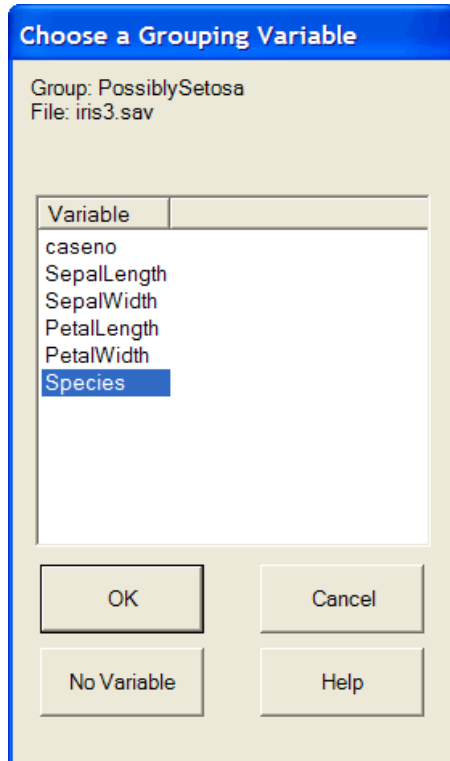 Choose a Grouping Variable
Group: PossiblySetosa
File: iris3.sav
Variable
caseno
SepalLength
SepalWidth
PetalLength
PetalWidth
Species
OK
Cancel
No Variable
Help